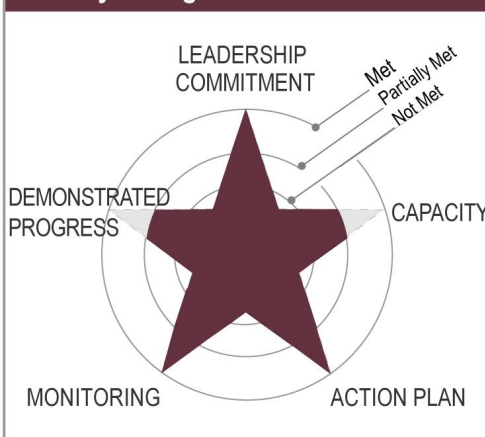 LEADERSHIP
COMMITMENT
Met
Partially Met
Not Met
DEMONSTRATED
PROGRESS
CAPACITY
MONITORING
ACTION PLAN